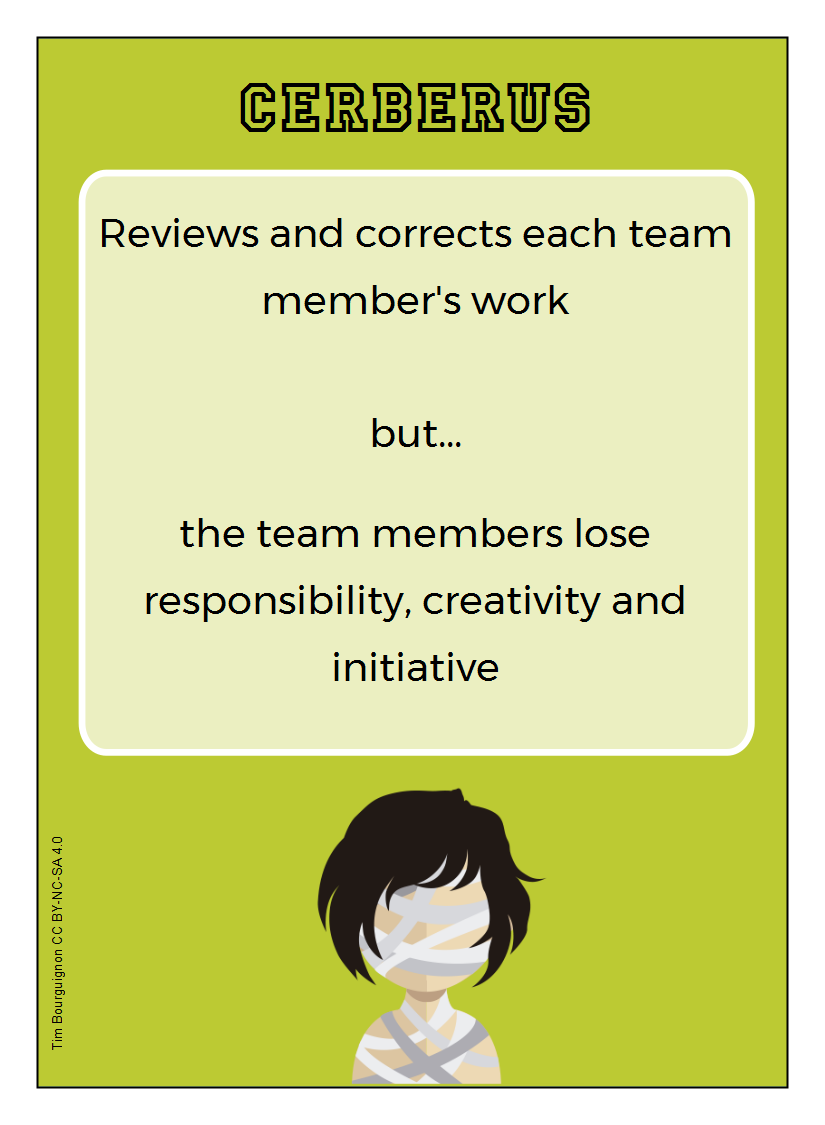 CERBERUS
Reviews and corrects each team
member's work
but...
the team members lose
responsibility, creativity and
initiative
Tim Bourguignon CC BY-NC-SA 4.0